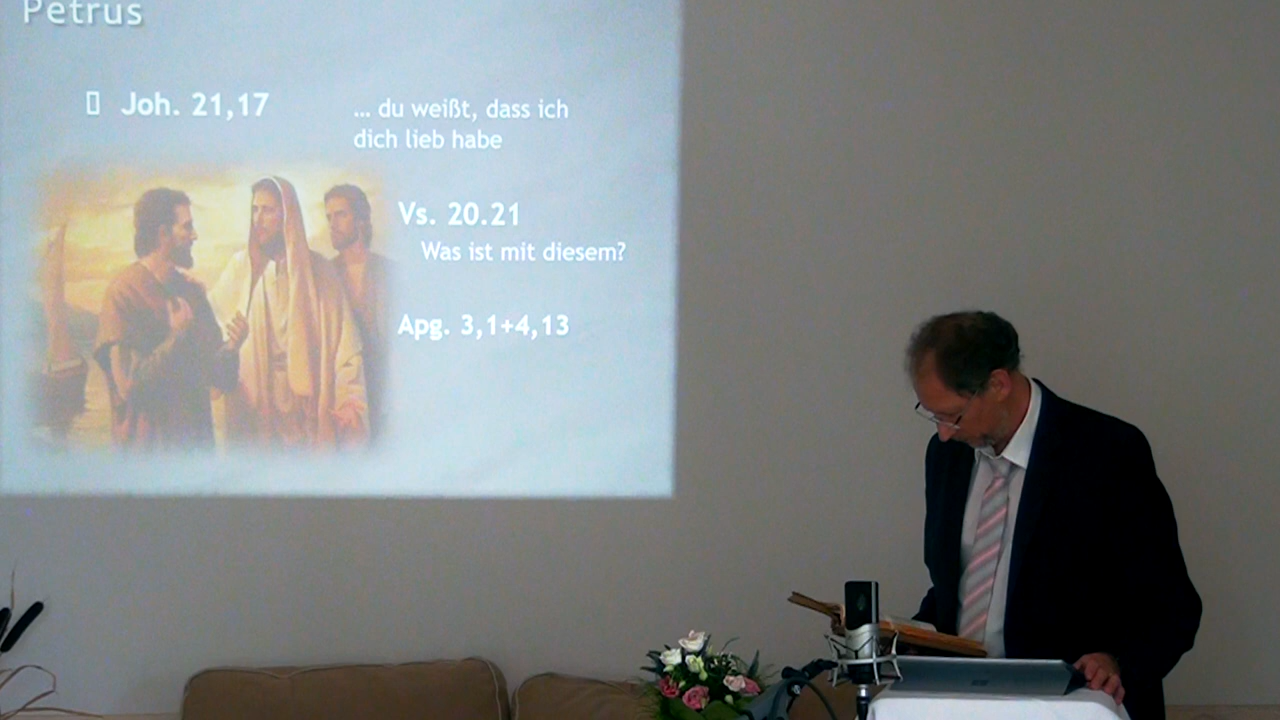 Petrus
Joh. 21,17
... du weißt, dass ich
dich lieb habe
Vs. 20.21
Was ist mit diesem?
Apg. 3,1+4,13